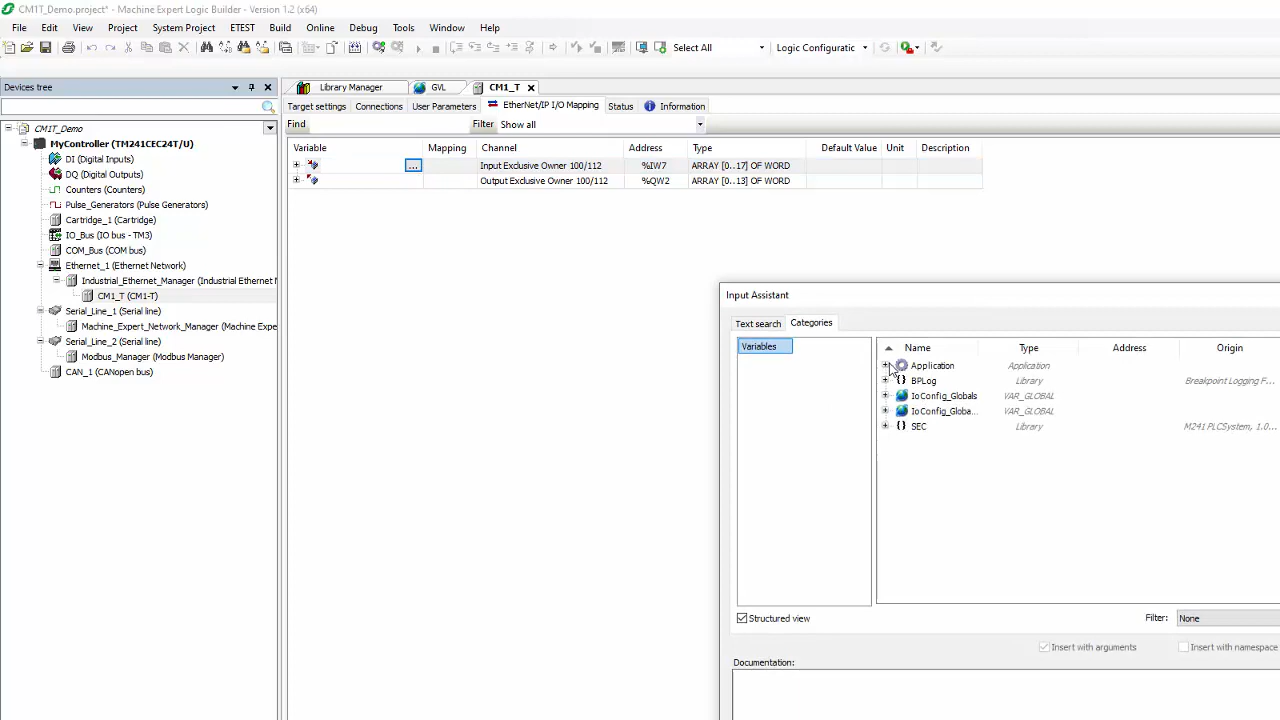 CM1T_Demo.project* - Machine Expert Logic Builder - Version 1.2 (x64)
File Edit View Project System Project ETEST Build Online Debug Tools Window Help
Select All Logic Configuratic
Devices tree
Library Manager GVL CM1_T
Target settings Connections User Parameters EtherNet/IP I/O Mapping Status Information
Find Filter Show all
Variable Mapping Channel Address Type Default Value Unit Description
... Input Exclusive Owner 100/112 %IW7 ARRAY [0..17] OF WORD
Output Exclusive Owner 100/112 %QW2 ARRAY [0..13] OF WORD
CM1T_Demo
MyController (TM241CEC24T/U)
DI (Digital Inputs)
DQ (Digital Outputs)
Counters (Counters)
Pulse_Generators (Pulse Generators)
Cartridge_1 (Cartridge)
IO_Bus (IO bus - TM3)
COM_Bus (COM bus)
Ethernet_1 (Ethernet Network)
Industrial_Ethernet_Manager (Industrial Ethernet M
CM1_T (CM1-T)
Serial_Line_1 (Serial line)
Machine_Expert_Network_Manager (Machine Expe
Serial_Line_2 (Serial line)
Modbus_Manager (Modbus Manager)
CAN_1 (CANopen bus)
Input Assistant
Text search Categories
Variables
Name Type Address Origin
Application Application
BPLog Library Breakpoint Logging F...
IoConfig_Globals VAR_GLOBAL
IoConfig_Globa... VAR_GLOBAL
SEC Library M241 PLCSystem, 1.0...
Structured view
Filter: None
Insert with arguments Insert with namespace
Documentation: